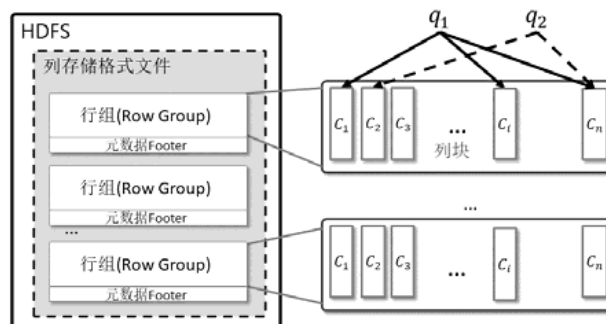 HDFS
列存储格式文件
行组(Row Group)
元数据Footer
行组(Row Group)
元数据Footer
...
行组(Row Group)
元数据Footer
q₁ q₂
C₁ C₂ C₃ ... Cᵢ Cₙ
列块
...
C₁ C₂ C₃ ... Cᵢ Cₙ